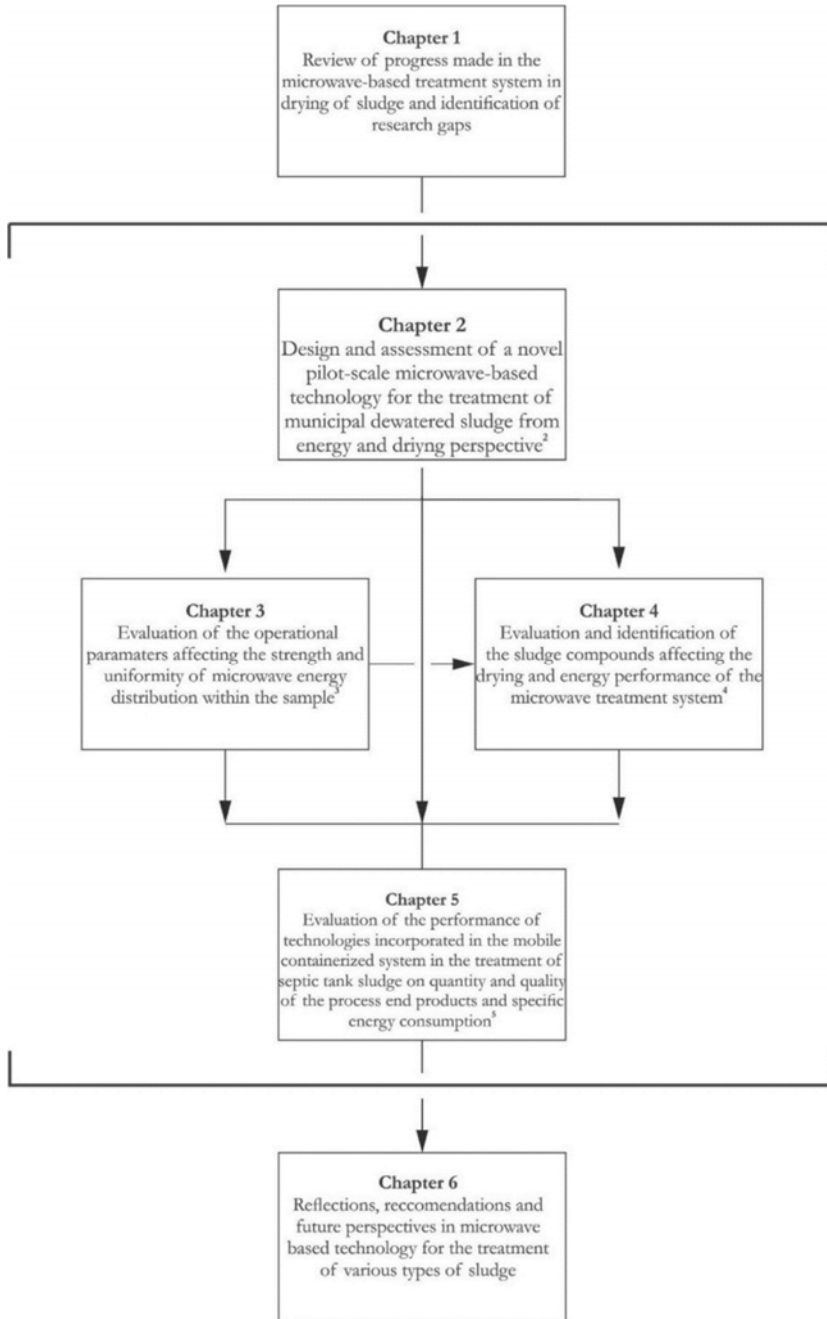 Chapter 1
Review of progress made in the
microwave-based treatment system in
drying of sludge and identification of
research gaps
Chapter 2
Design and assessment of a novel
pilot-scale microwave-based
technology for the treatment of
municipal dewatered sludge from
energy and driyng perspective²
Chapter 3
Evaluation of the operational
paramaters affecting the strength and
uniformity of microwave energy
distribution within the sample³
Chapter 4
Evaluation and identification of
the sludge compounds affecting the
drying and energy performance of the
microwave treatment system⁴
Chapter 5
Evaluation of the performance of
technologies incorporated in the mobile
containerized system in the treatment of
septic tank sludge on quantity and quality
of the process end products and specific
energy consumption⁵
Chapter 6
Reflections, reccomendations and
future perspectives in microwave
based technology for the treatment
of various types of sludge